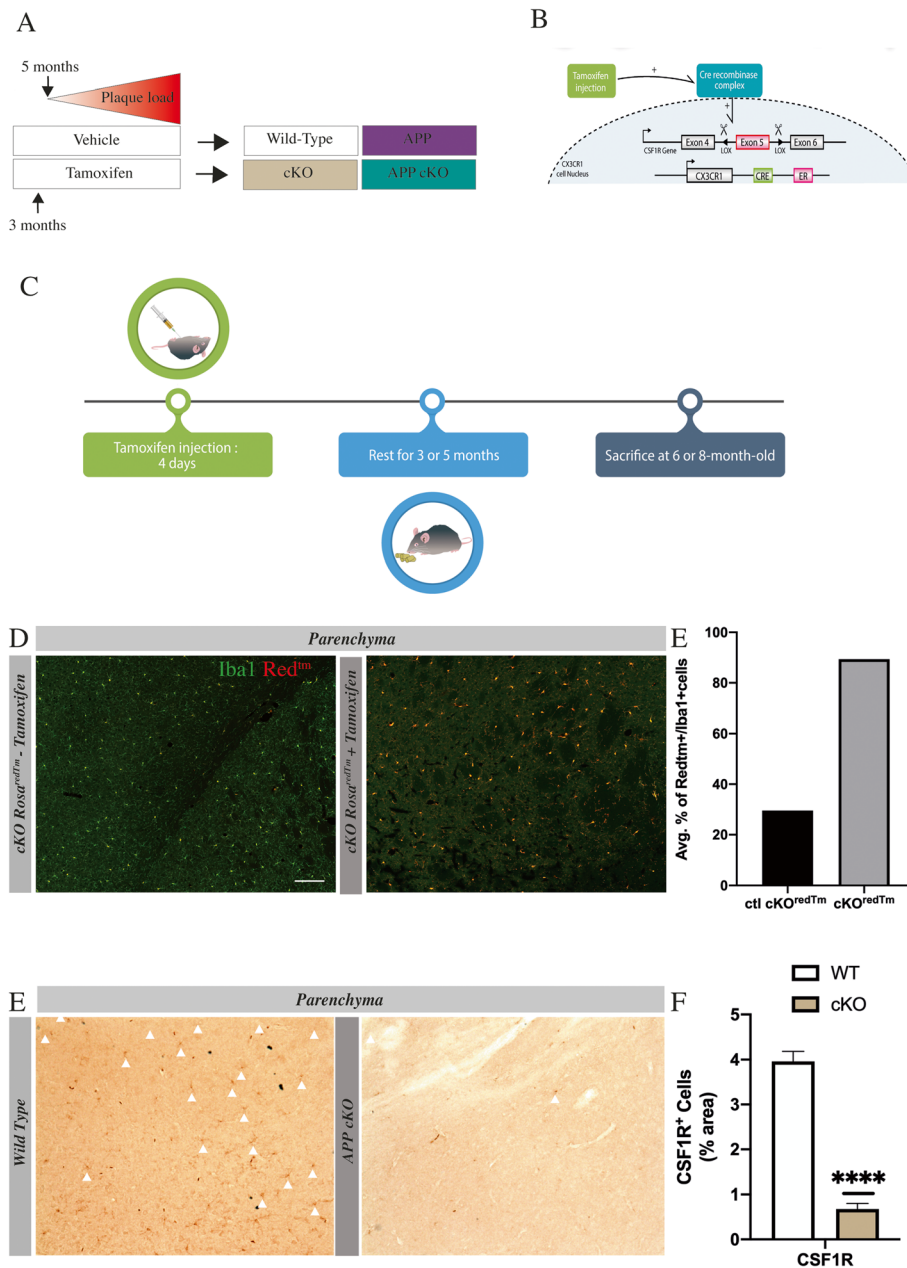 A
5 months
Plaque load
Vehicle
Wild-Type
APP
Tamoxifen
cKO
APP cKO
3 months
B
Tamoxifen
injection
+
Cre recombinase
complex
+
Exon 4
Exon 5
Exon 6
CSF1R Gene
LOX
LOX
CX3CR1
cell Nucleus
CX3CR1
CRE
ER
C
Tamoxifen injection :
4 days
Rest for 3 or 5 months
Sacrifice at 6 or 8-month-old
D
Parenchyma
cKO Rosa^redTm - Tamoxifen
Iba1 Red^tm
cKO Rosa^redTm + Tamoxifen
E
Avg. % of Redtm+/Iba1+cells
100
80
60
40
20
0
ctl cKO^redTm
cKO^redTm
E
Parenchyma
Wild Type
APP cKO
F
WT
cKO
CSF1R+ Cells
(% area)
5
4
3
2
1
0
****
CSF1R